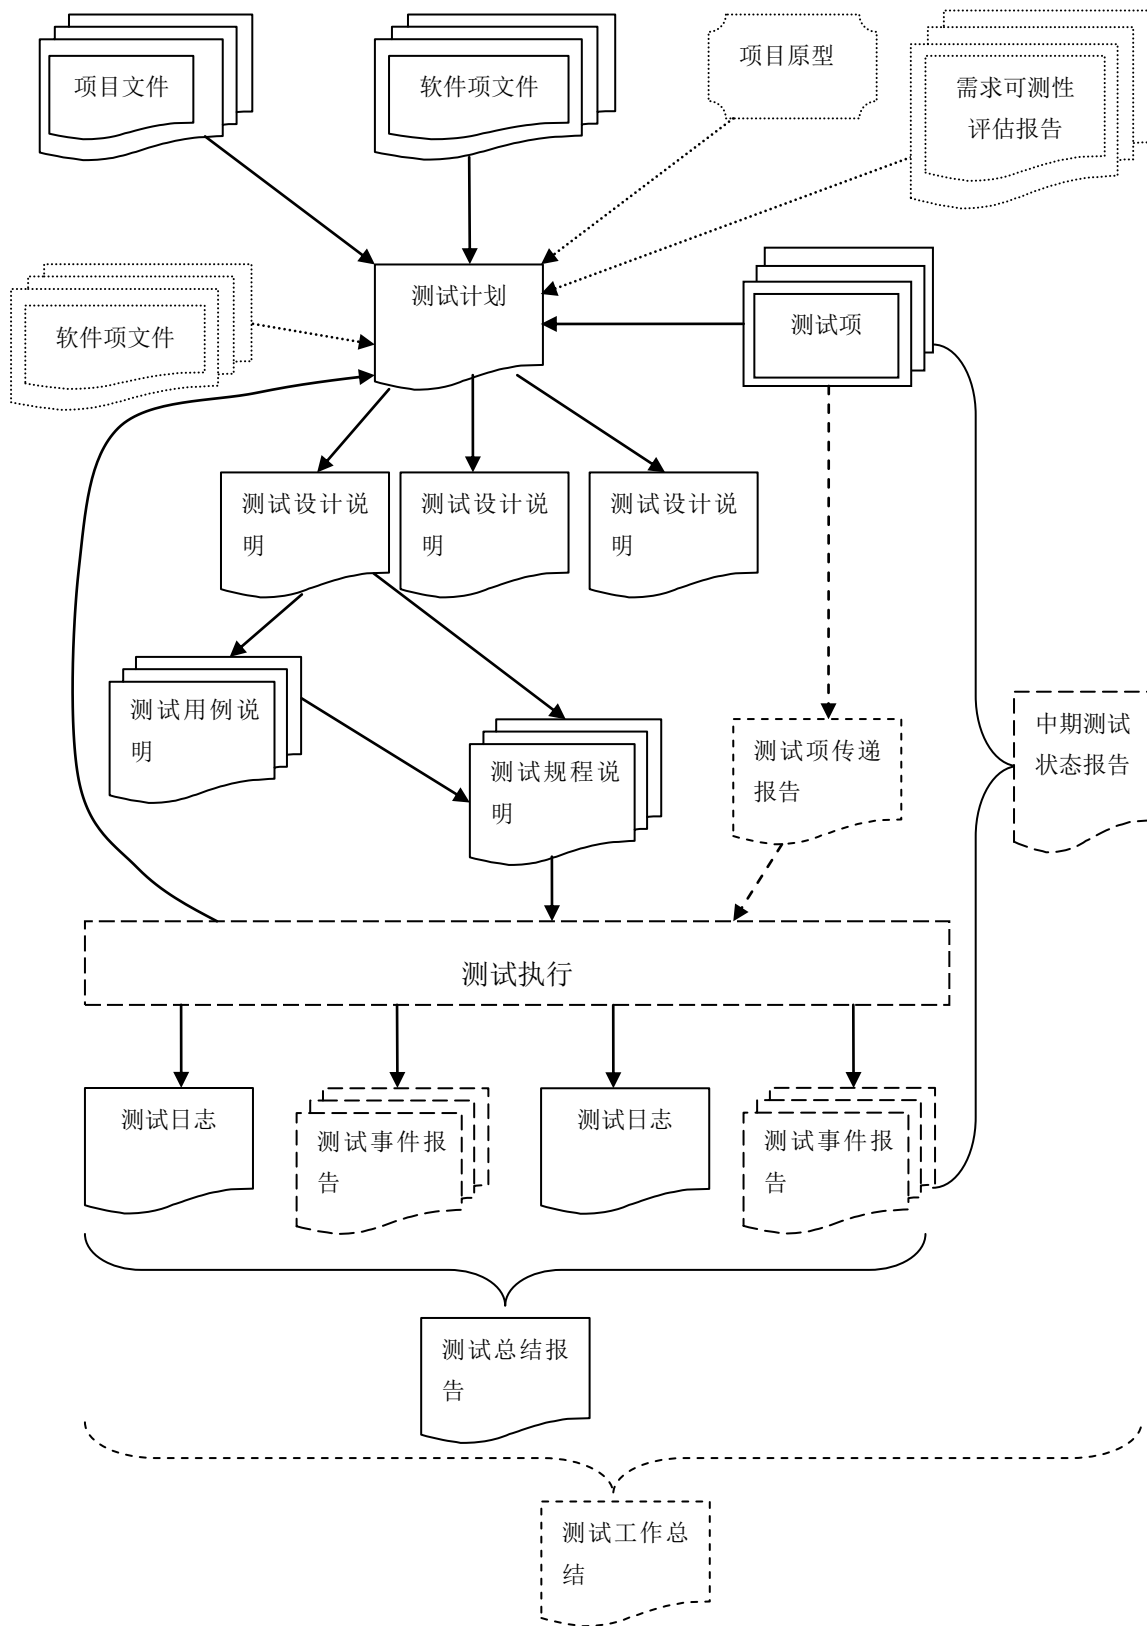 项目文件
软件项文件
项目原型
需求可测性
评估报告
测试计划
软件项文件
测试项
测试设计说
明
测试设计说
明
测试设计说
明
测试用例说
明
测试规程说
明
测试项传递
报告
中期测试
状态报告
测试执行
测试日志
测试事件报
告
测试日志
测试事件报
告
测试总结报
告
测试工作总
结